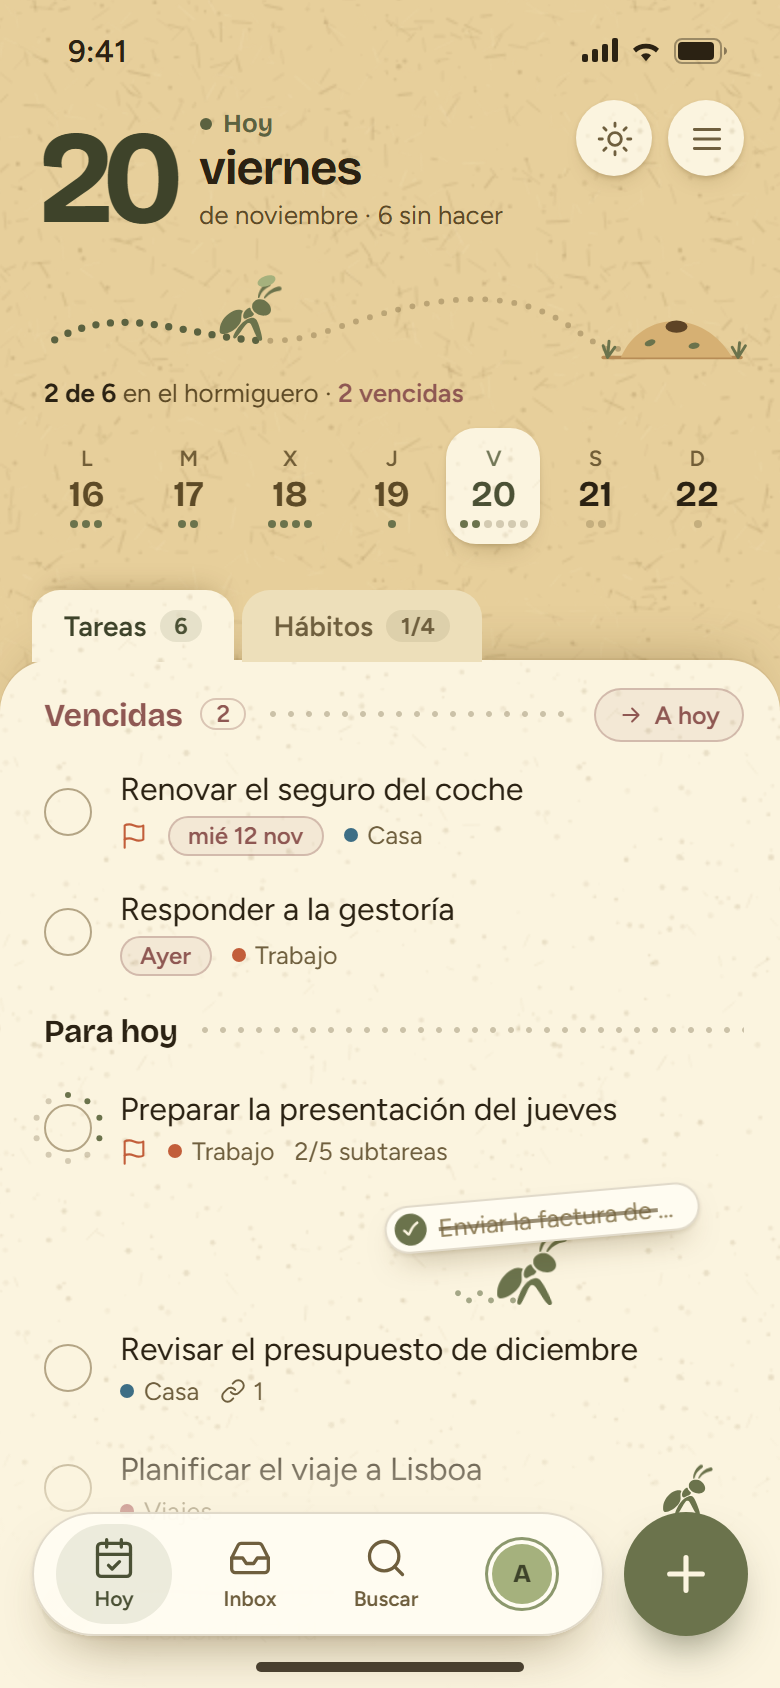 9:41
20
Hoy
viernes
de noviembre · 6 sin hacer
2 de 6 en el hormiguero · 2 vencidas
L M X J V S D
16 17 18 19 20 21 22
Tareas 6 Hábitos 1/4
Vencidas 2 → A hoy
Renovar el seguro del coche
mié 12 nov Casa
Responder a la gestoría
Ayer Trabajo
Para hoy
Preparar la presentación del jueves
Trabajo 2/5 subtareas
Enviar la factura de ...
Revisar el presupuesto de diciembre
Casa 1
Planificar el viaje a Lisboa
Viajes
A
Hoy Inbox Buscar